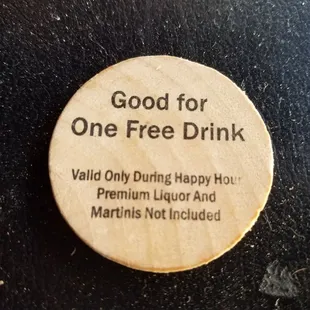 Good for
One Free Drink
Valid Only During Happy Hour
Premium Liquor And
Martinis Not Included